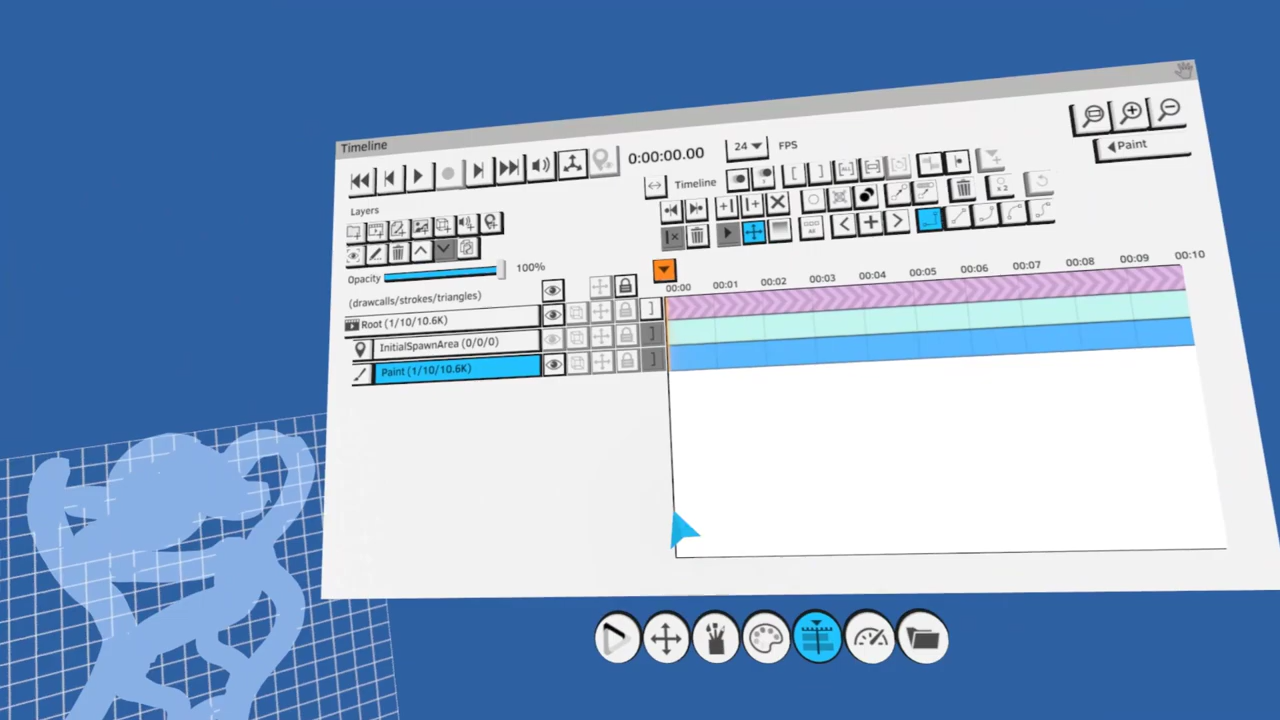 Timeline
0:00:00.00
24
FPS
Paint
Timeline
Layers
Opacity
100%
(drawcalls/strokes/triangles)
Root (1/10/10.6K)
InitialSpawnArea (0/0/0)
Paint (1/10/10.6K)
00:00 00:01 00:02 00:03 00:04 00:05 00:06 00:07 00:08 00:09 00:10